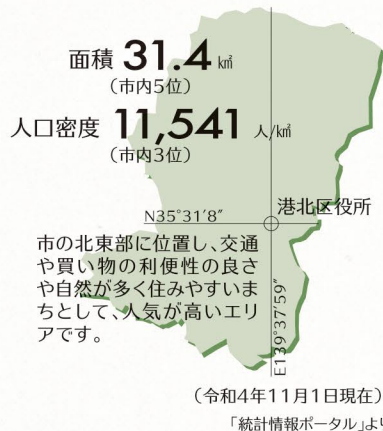 面積 31.4 ㎢
(市内5位)
人口密度 11,541 人/㎢
(市内3位)
港北区役所
N35°31'8"
市の北東部に位置し、交通
や買い物の利便性の良さ
や自然が多く住みやすいま
ちとして、人気が高いエリ
アです。
E139°37'59"
(令和4年11月1日現在)
「統計情報ポータル」より